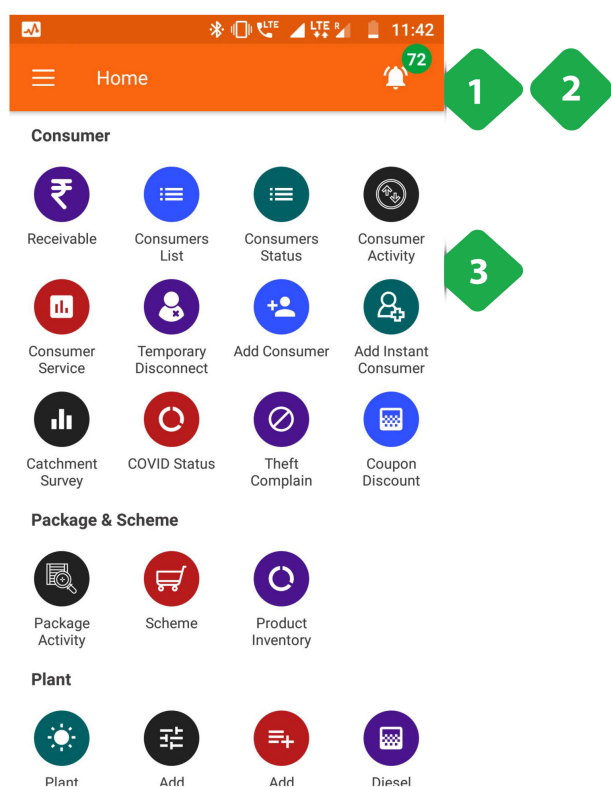 LTE LTE R 11:42
Home 72
1 2
Consumer
Receivable Consumers Consumers Consumer
List Status Activity
3
Consumer Temporary Add Consumer Add Instant
Service Disconnect Consumer
Catchment COVID Status Theft Coupon
Survey Complain Discount
Package & Scheme
Package Scheme Product
Activity Inventory
Plant
Plant Add Add Diesel